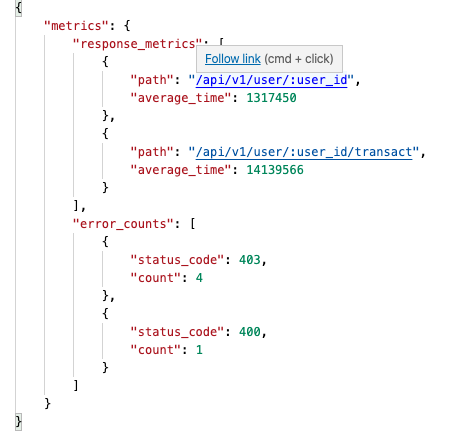 {
"metrics": {
"response_metrics": [
Follow link (cmd + click)
{
"path": "/api/v1/user/:user_id",
"average_time": 1317450
},
{
"path": "/api/v1/user/:user_id/transact",
"average_time": 14139566
}
],
"error_counts": [
{
"status_code": 403,
"count": 4
},
{
"status_code": 400,
"count": 1
}
]
}
}